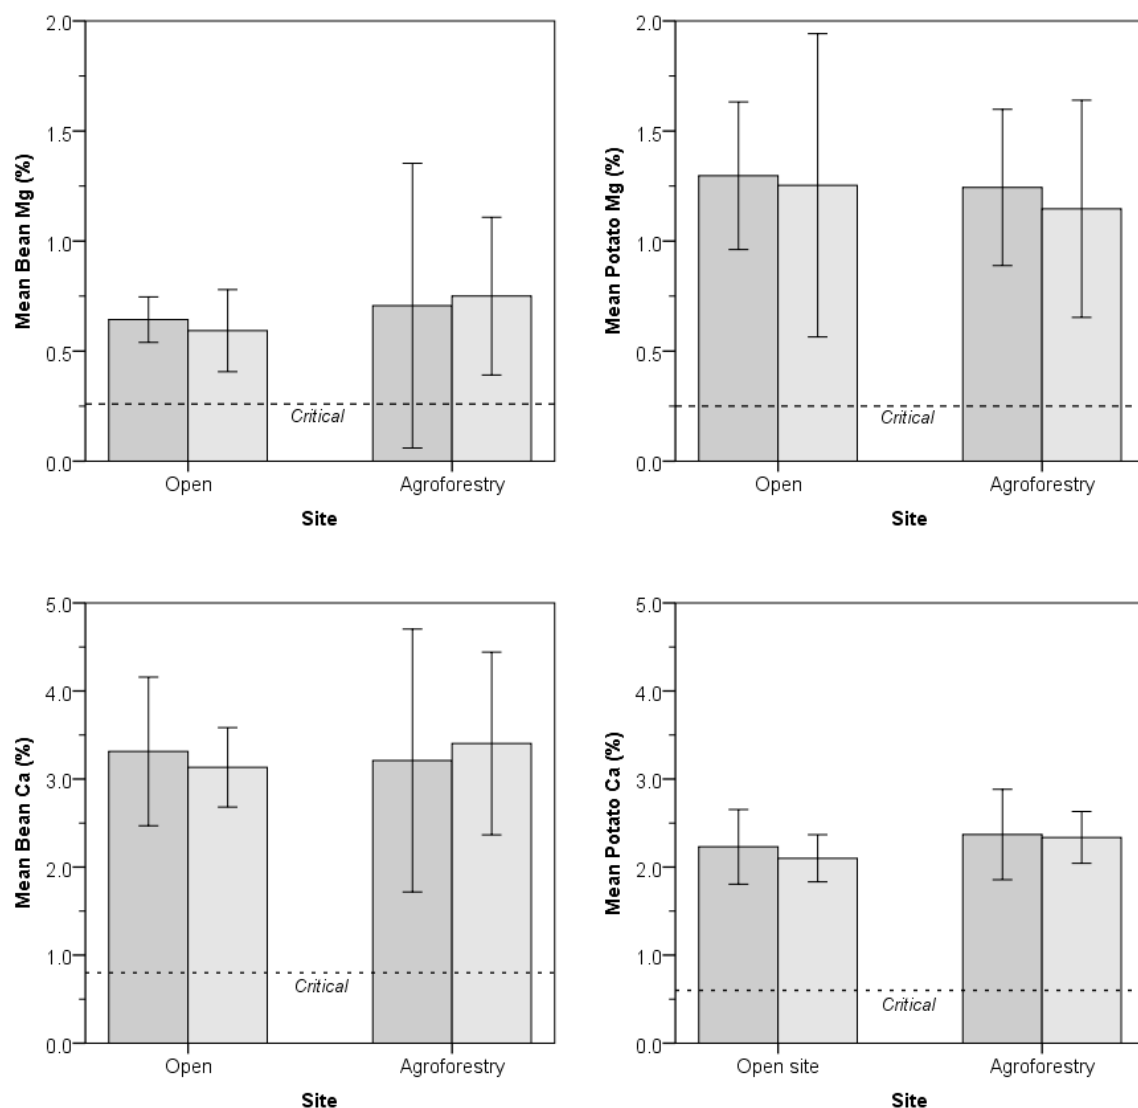 Mean Bean Mg (%)
2.0
1.5
1.0
0.5
0.0
Critical
Open
Agroforestry
Site
Mean Potato Mg (%)
2.0
1.5
1.0
0.5
0.0
Critical
Open
Agroforestry
Site
Mean Bean Ca (%)
5.0
4.0
3.0
2.0
1.0
0.0
Critical
Open
Agroforestry
Site
Mean Potato Ca (%)
5.0
4.0
3.0
2.0
1.0
0.0
Critical
Open site
Agroforestry
Site